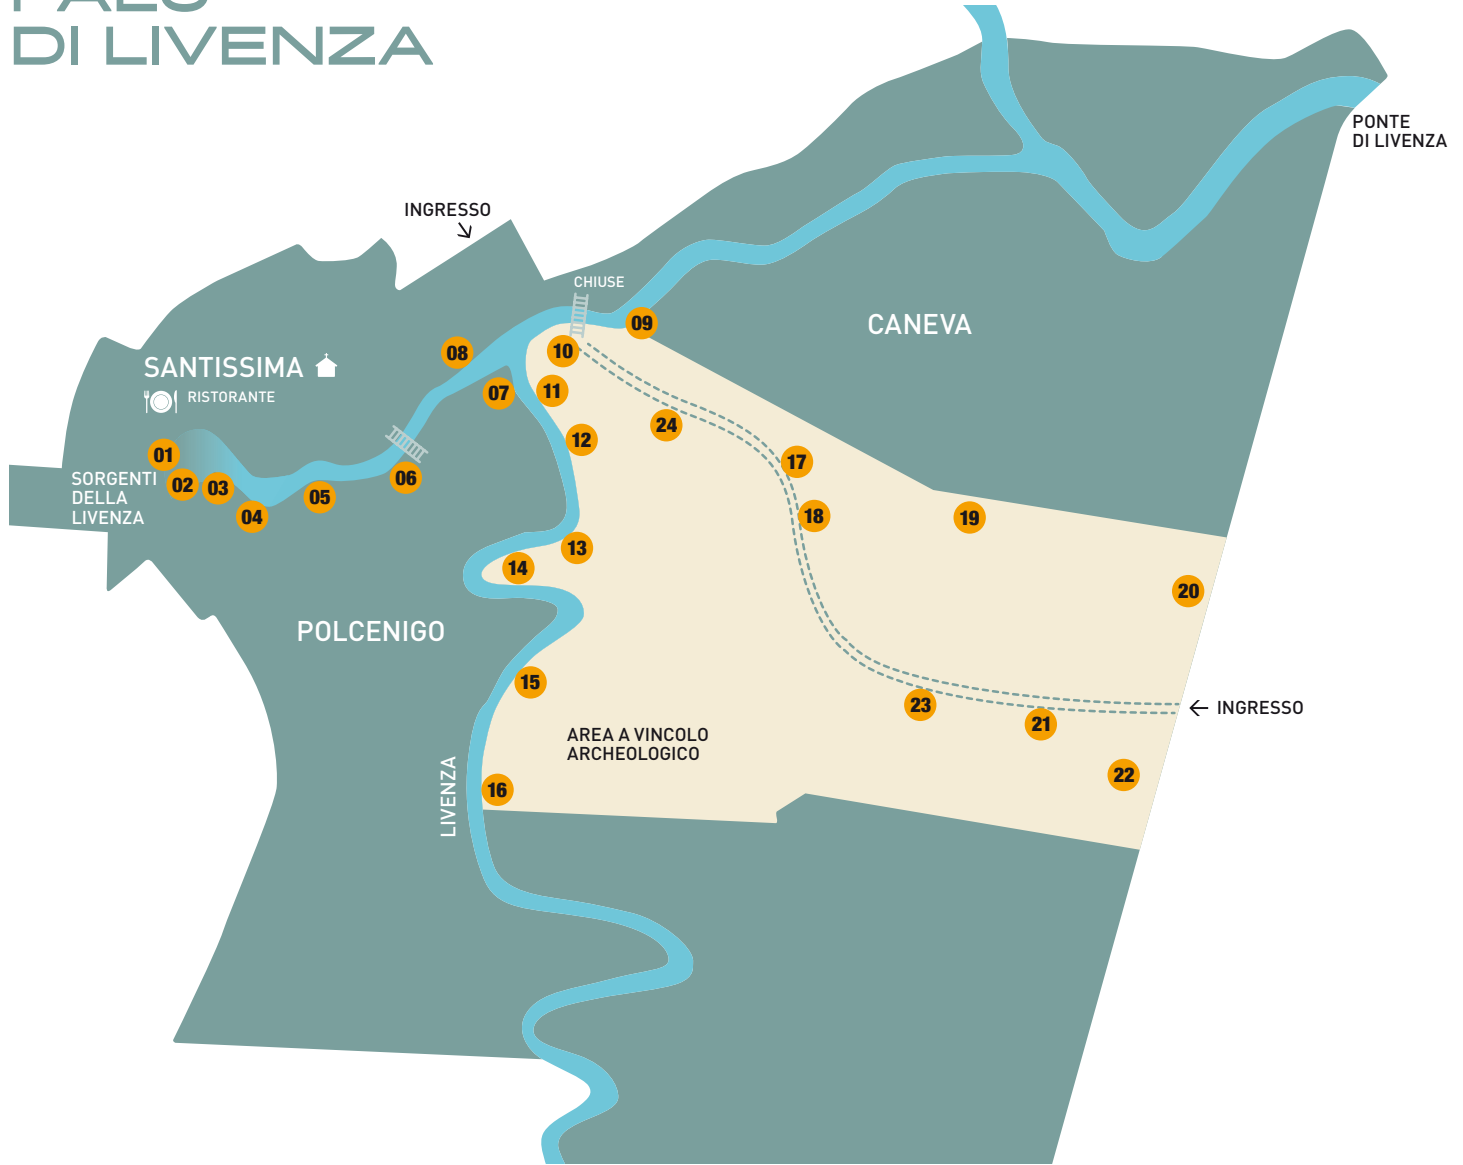 DI LIVENZA
PONTE
DI LIVENZA
INGRESSO
CHIUSE
09
CANEVA
08
10
SANTISSIMA
RISTORANTE
07
11
24
12
01
17
SORGENTI
DELLA
LIVENZA
02
03
06
05
04
18
19
13
14
20
POLCENIGO
15
23
INGRESSO
21
AREA A VINCOLO
ARCHEOLOGICO
22
16
LIVENZA